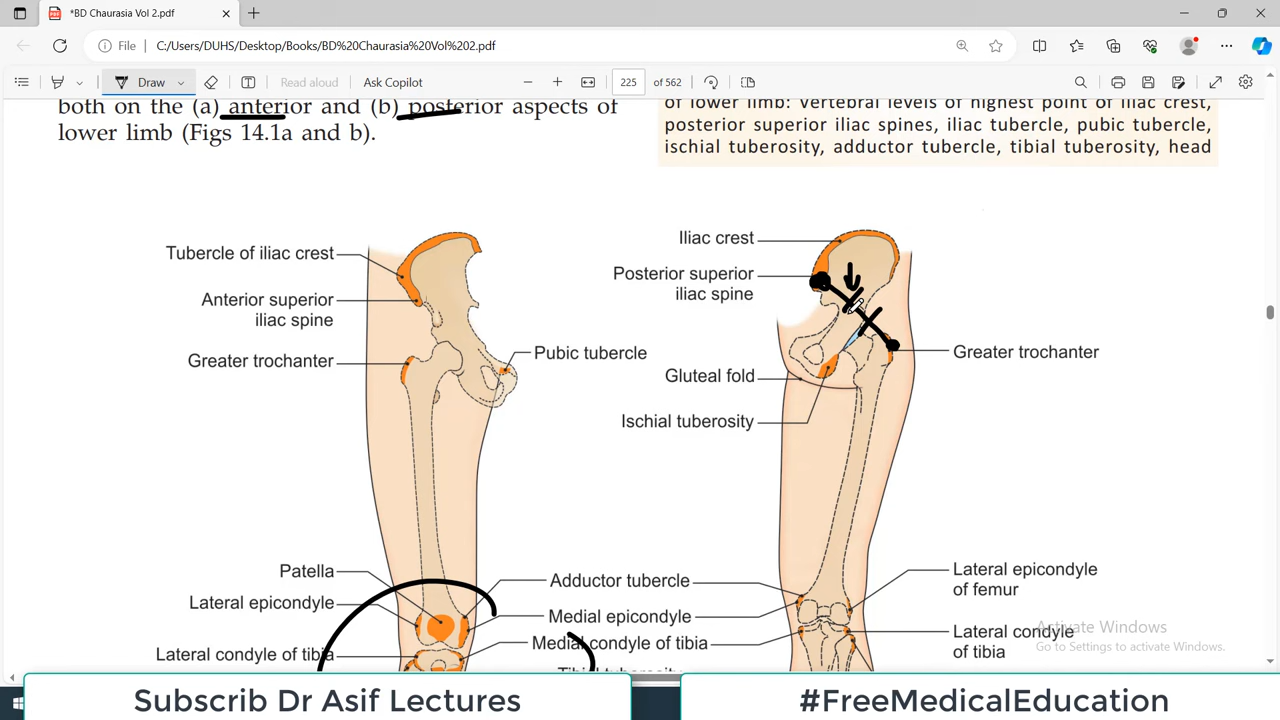 *BD Chaurasia Vol 2.pdf
File
C:/Users/DUHS/Desktop/Books/BD%20Chaurasia%20Vol%202.pdf
Draw
Read aloud
Ask Copilot
225
of 562
both on the (a) anterior and (b) posterior aspects of
lower limb (Figs 14.1a and b).
of lower limb: Vertebral levels of highest point of iliac crest,
posterior superior iliac spines, iliac tubercle, pubic tubercle,
ischial tuberosity, adductor tubercle, tibial tuberosity, head
Tubercle of iliac crest
Anterior superior
iliac spine
Greater trochanter
Pubic tubercle
Patella
Lateral epicondyle
Lateral condyle of tibia
Iliac crest
Posterior superior
iliac spine
Gluteal fold
Ischial tuberosity
Greater trochanter
Adductor tubercle
Medial epicondyle
Medial condyle of tibia
Tibial tuberosity
Lateral epicondyle
of femur
Lateral condyle
of tibia
Activate Windows
Go to Settings to activate Windows.
Subscrib Dr Asif Lectures
#FreeMedicalEducation